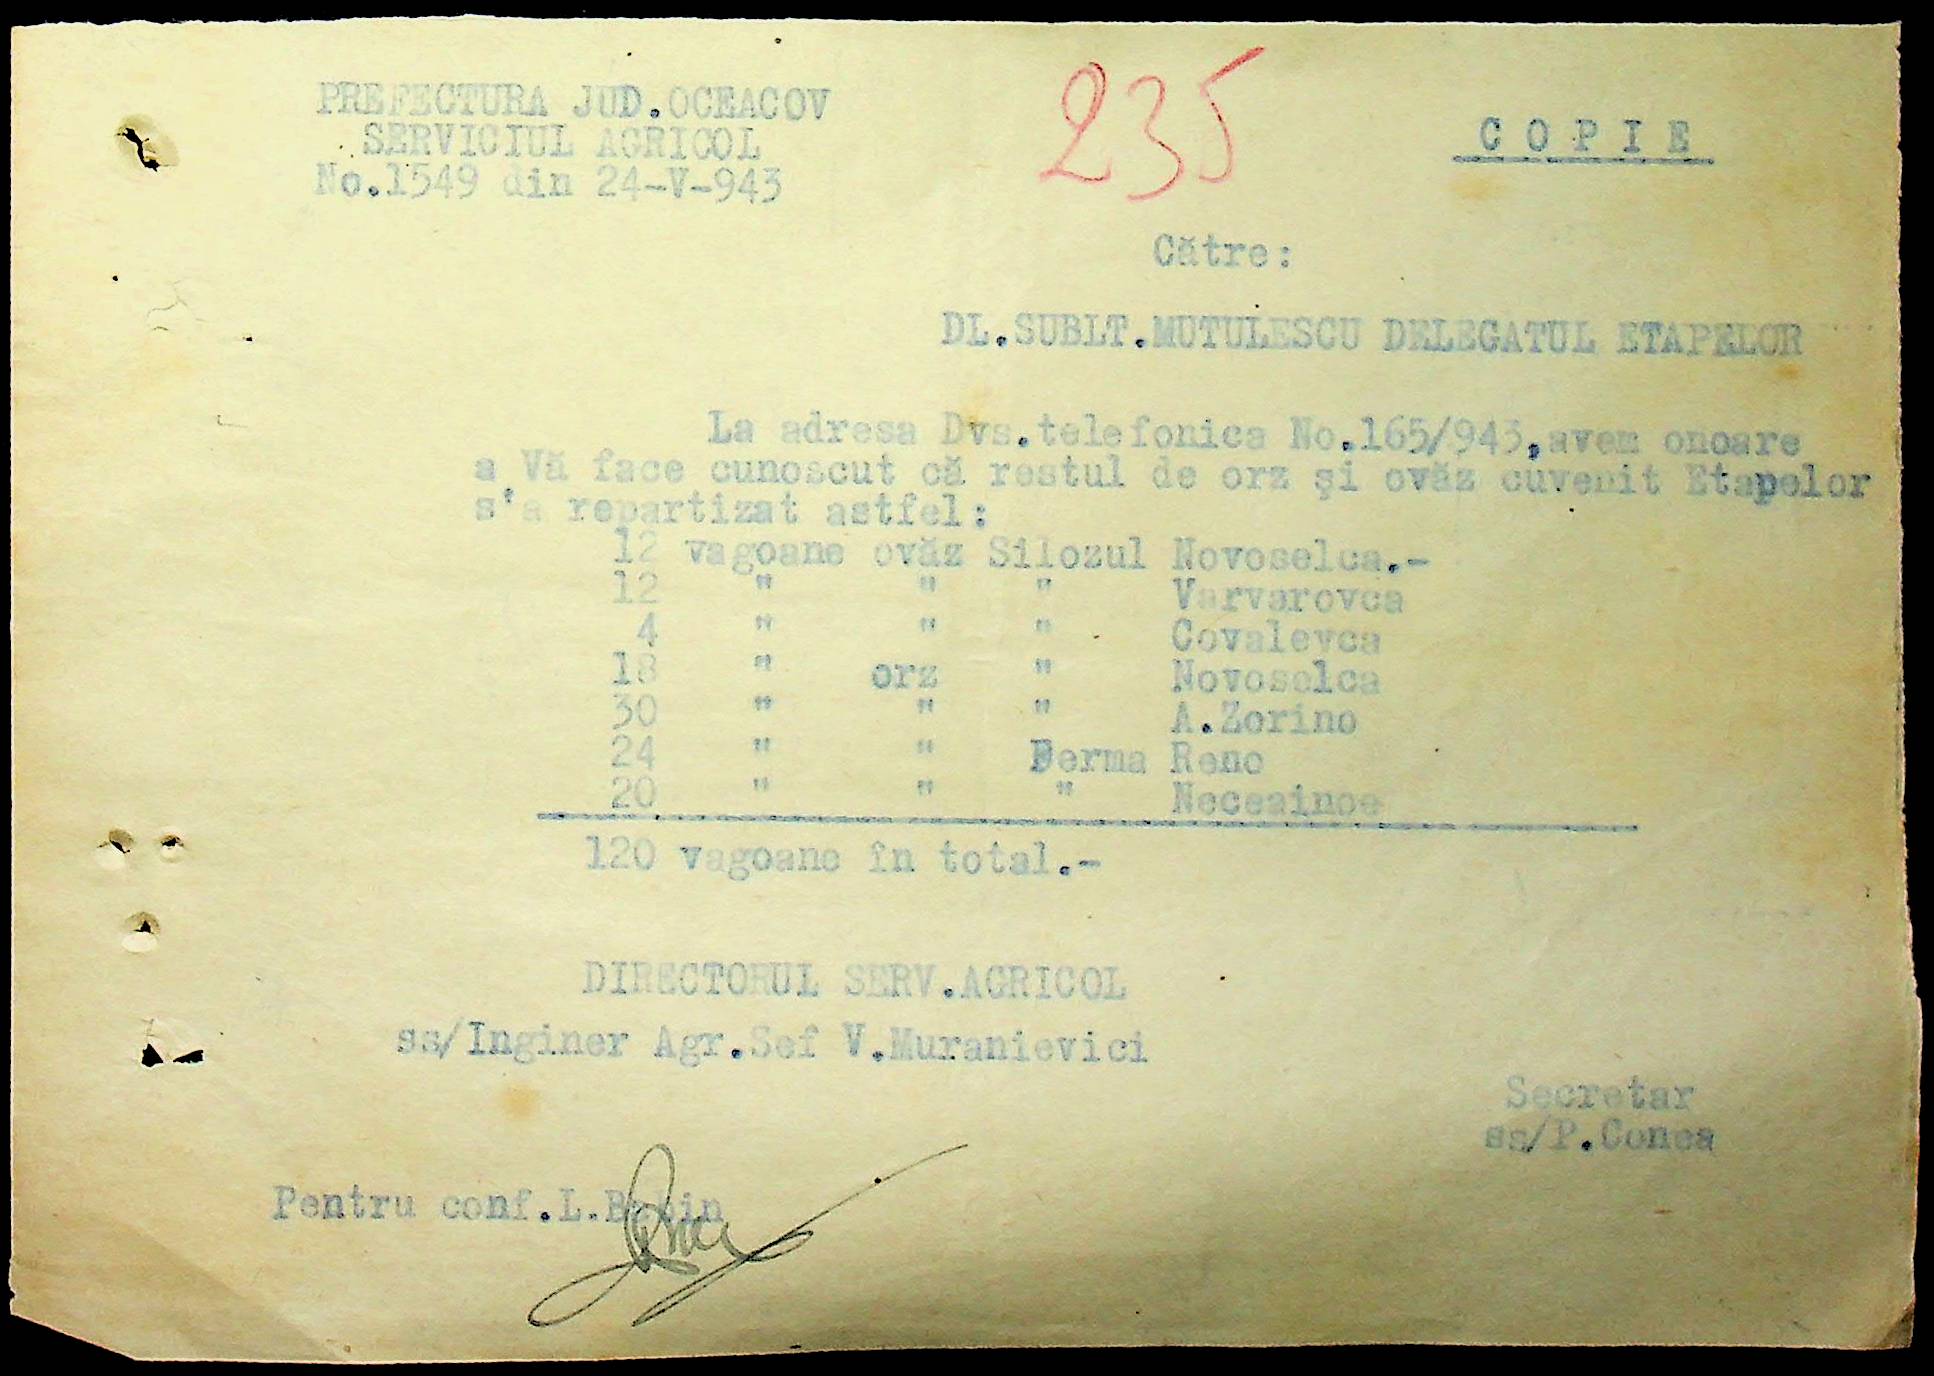 PREFECTURA JUD.OCEACOV
SERVICIUL AGRICOL
No.1549 din 24-V-943
235
COPIE
Către:
DL.SUBLT.MUTULESCU DELEGATUL ETAPELOR
La adresa Dvs.telefonica No.165/943,avem onoare
a Vă face cunoscut că restul de orz şi ovăz cuvenit Etapelor
s'a repartizat astfel:
12 vagoane ovăz Silozul Novoselca.-
12 " " " Varvarovca
4 " " " Covalevca
18 " orz " Novoselca
30 " " " A.Zorino
24 " " Ferma Reno
20 " " " Neceaince
120 vagoane în total.-
DIRECTORUL SERV.AGRICOL
ss/Inginer Agr.Sef V.Muranievici
Secretar
ss/P.Conea
Pentru conf.L.